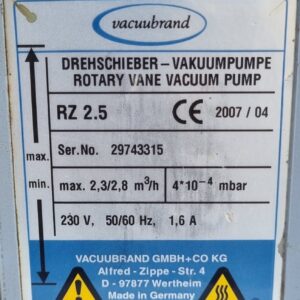 vacuubrand
DREHSCHIEBER-VAKUUMPUMPE
ROTARY VANE VACUUM PUMP
RZ 2.5 CE 2007 / 04
Ser.No. 29743315
max.
min.
max. 2,3/2,8 m³/h 4*10⁻⁴ mbar
230 V, 50/60 Hz, 1,6 A
VACUUBRAND GMBH+CO KG
Alfred - Zippe - Str. 4
D - 97877 Wertheim
Made in Germany